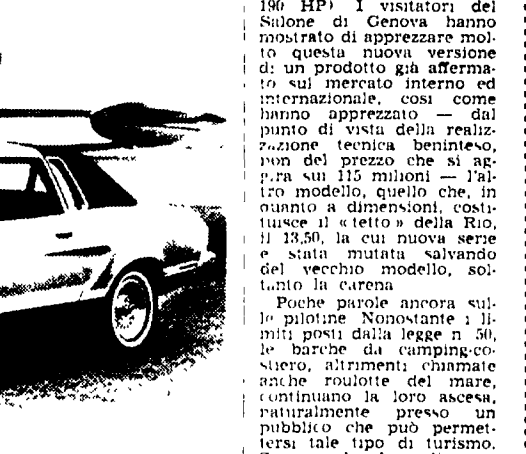 190 HP) I visitatori del
Salone di Genova hanno
mostrato di apprezzare mol-
to questa nuova versione
di un prodotto già afferma-
to sul mercato interno ed
internazionale, così come
hanno apprezzato — dal
punto di vista della realiz-
zazione tecnica beninteso,
non del prezzo che si ag-
gira sui 115 milioni — l'al-
tro modello, quello che, in
quanto a dimensioni, costi-
tuisce il « tetto » della Rio,
il 13,50, la cui nuova serie
e stata mutata salvando
del vecchio modello, sol-
tanto la carena
Poche parole ancora sul-
le pilotine Nonostante i li-
miti posti dalla legge n 50,
le barche da camping-co-
stiero, altrimenti chiamate
anche roulotte del mare,
continuano la loro ascesa,
naturalmente presso un
pubblico che può permet-
tersi tale tipo di turismo.